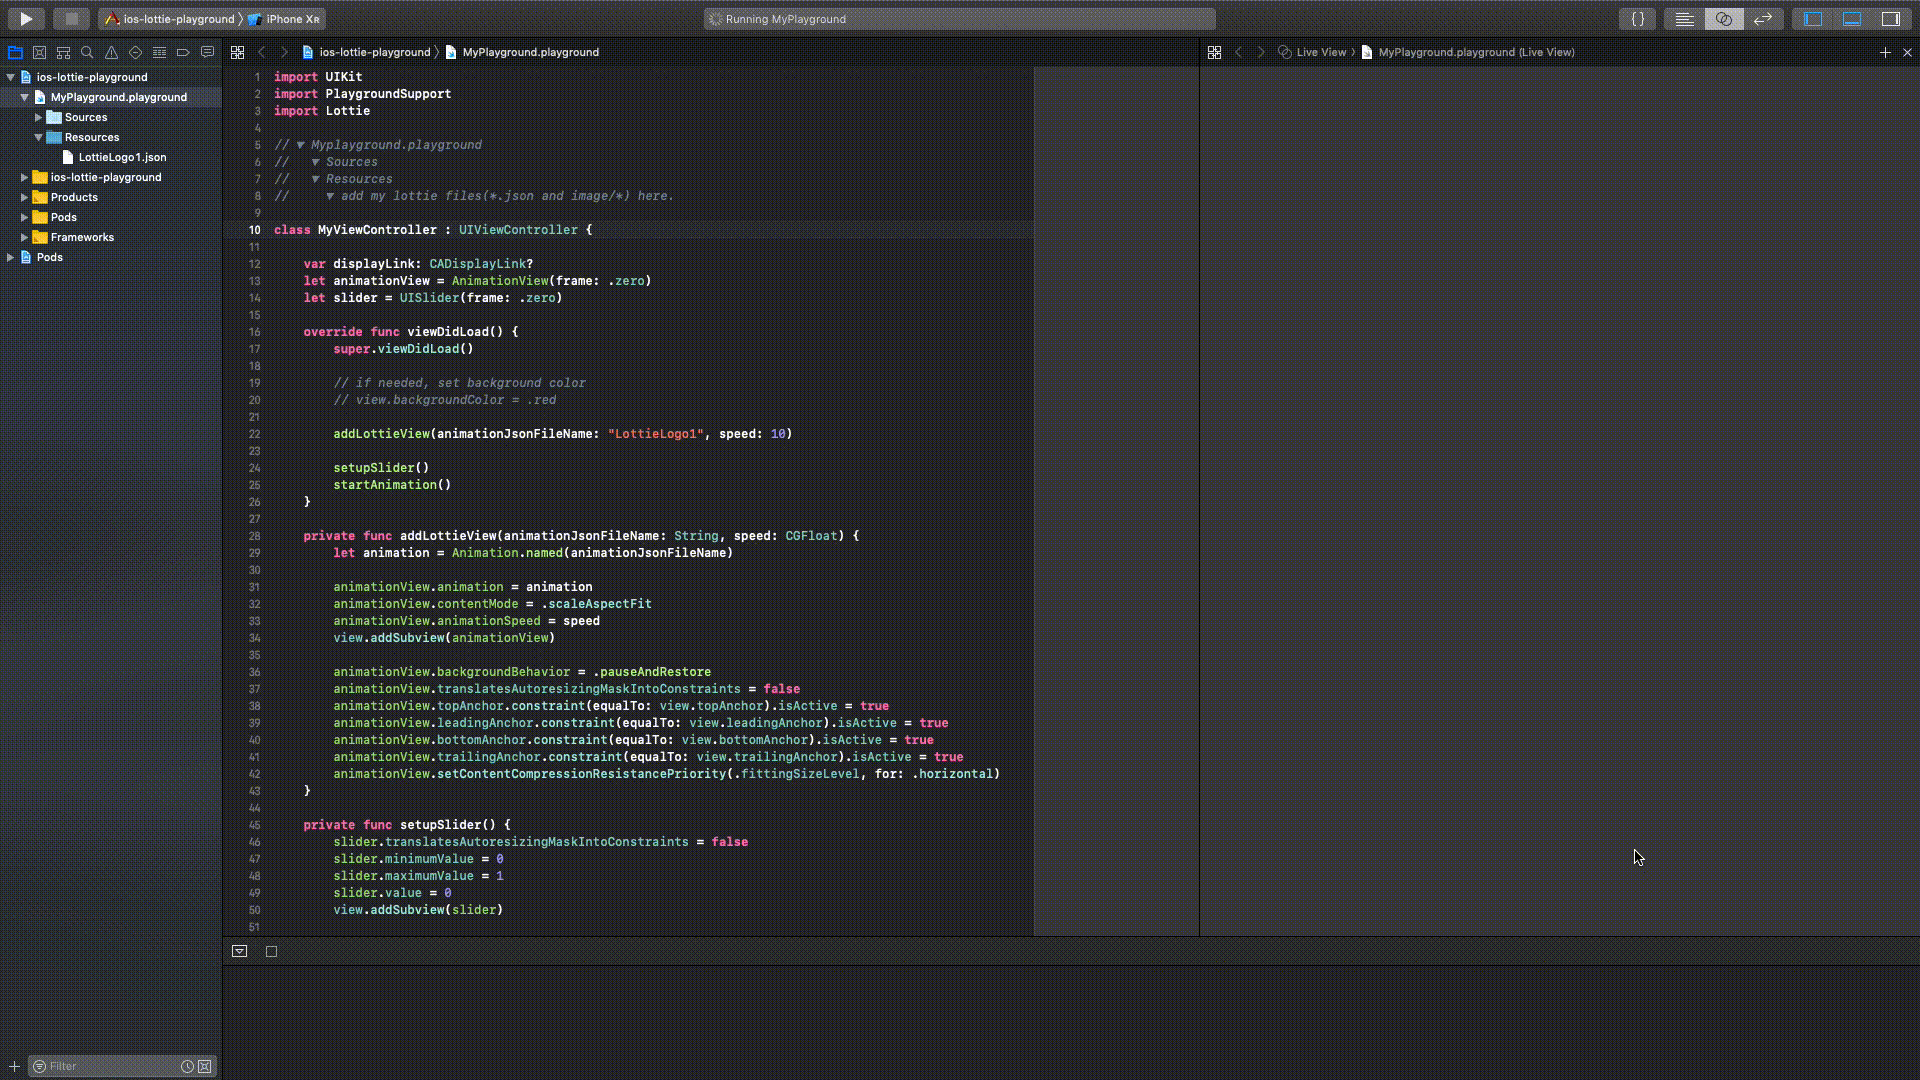 ios-lottie-playground 〉 iPhone XR
Running MyPlayground
{}
ios-lottie-playground 〉 MyPlayground.playground
Live View 〉 MyPlayground.playground (Live View)
ios-lottie-playground
MyPlayground.playground
Sources
Resources
LottieLogo1.json
ios-lottie-playground
Products
Pods
Frameworks
Pods
Filter
1 import UIKit
2 import PlaygroundSupport
3 import Lottie
4
5 // ▼ Myplayground.playground
6 //   ▼ Sources
7 //   ▼ Resources
8 //     ▼ add my lottie files(*.json and image/*) here.
9
10 class MyViewController : UIViewController {
11
12     var displayLink: CADisplayLink?
13     let animationView = AnimationView(frame: .zero)
14     let slider = UISlider(frame: .zero)
15
16     override func viewDidLoad() {
17         super.viewDidLoad()
18
19         // if needed, set background color
20         // view.backgroundColor = .red
21
22         addLottieView(animationJsonFileName: "LottieLogo1", speed: 10)
23
24         setupSlider()
25         startAnimation()
26     }
27
28     private func addLottieView(animationJsonFileName: String, speed: CGFloat) {
29         let animation = Animation.named(animationJsonFileName)
30
31         animationView.animation = animation
32         animationView.contentMode = .scaleAspectFit
33         animationView.animationSpeed = speed
34         view.addSubview(animationView)
35
36         animationView.backgroundBehavior = .pauseAndRestore
37         animationView.translatesAutoresizingMaskIntoConstraints = false
38         animationView.topAnchor.constraint(equalTo: view.topAnchor).isActive = true
39         animationView.leadingAnchor.constraint(equalTo: view.leadingAnchor).isActive = true
40         animationView.bottomAnchor.constraint(equalTo: view.bottomAnchor).isActive = true
41         animationView.trailingAnchor.constraint(equalTo: view.trailingAnchor).isActive = true
42         animationView.setContentCompressionResistancePriority(.fittingSizeLevel, for: .horizontal)
43     }
44
45     private func setupSlider() {
46         slider.translatesAutoresizingMaskIntoConstraints = false
47         slider.minimumValue = 0
48         slider.maximumValue = 1
49         slider.value = 0
50         view.addSubview(slider)
51